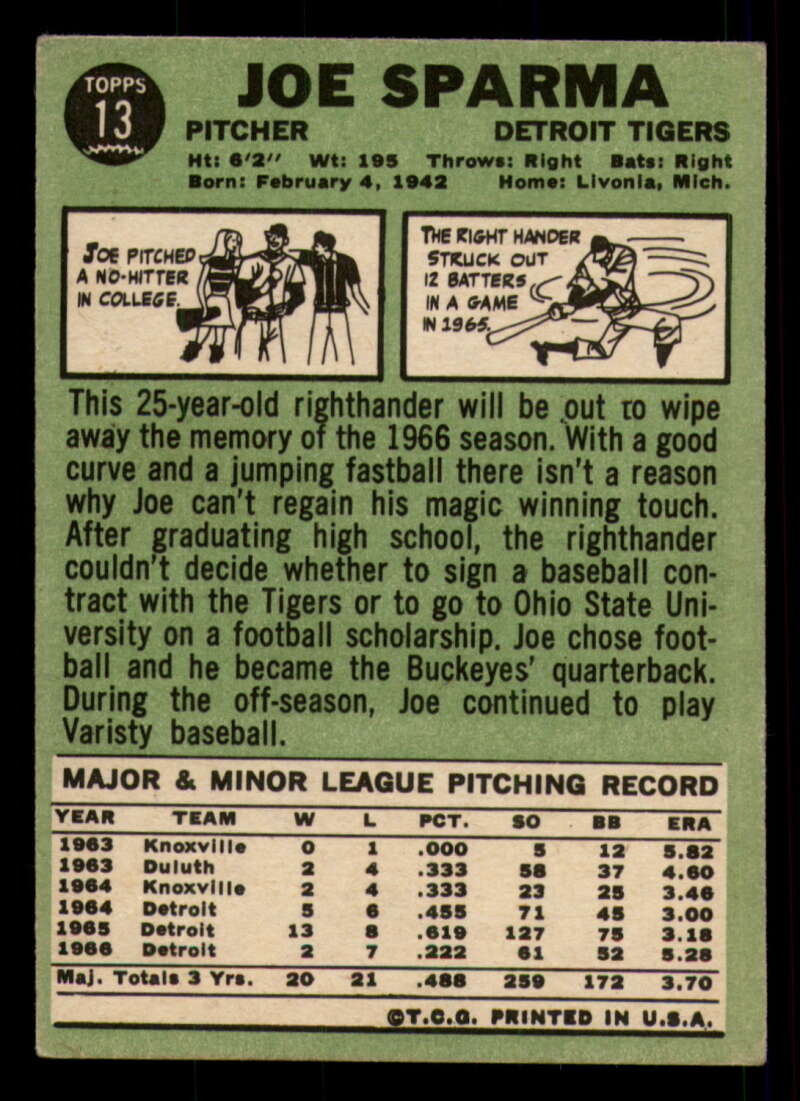 TOPPS
13
JOE SPARMA
PITCHER DETROIT TIGERS
Ht: 6'2" Wt: 195 Throws: Right Bats: Right
Born: February 4, 1942 Home: Livonia, Mich.
JOE PITCHED
A NO-HITTER
IN COLLEGE.
THE RIGHT HANDER
STRUCK OUT
12 BATTERS
IN A GAME
IN 1965.
This 25-year-old righthander will be out to wipe
away the memory of the 1966 season. With a good
curve and a jumping fastball there isn't a reason
why Joe can't regain his magic winning touch.
After graduating high school, the righthander
couldn't decide whether to sign a baseball con-
tract with the Tigers or to go to Ohio State Uni-
versity on a football scholarship. Joe chose foot-
ball and he became the Buckeyes' quarterback.
During the off-season, Joe continued to play
Varisty baseball.
MAJOR & MINOR LEAGUE PITCHING RECORD
YEAR TEAM W L PCT. SO BB ERA
1963 Knoxville 0 1 .000 5 12 5.82
1963 Duluth 2 4 .333 58 37 4.60
1964 Knoxville 2 4 .333 23 25 3.46
1964 Detroit 5 6 .455 71 45 3.00
1965 Detroit 13 8 .619 127 75 3.18
1966 Detroit 2 7 .222 61 52 5.28
Maj. Totals 3 Yrs. 20 21 .488 259 172 3.70
©T.C.G. PRINTED IN U.S.A.